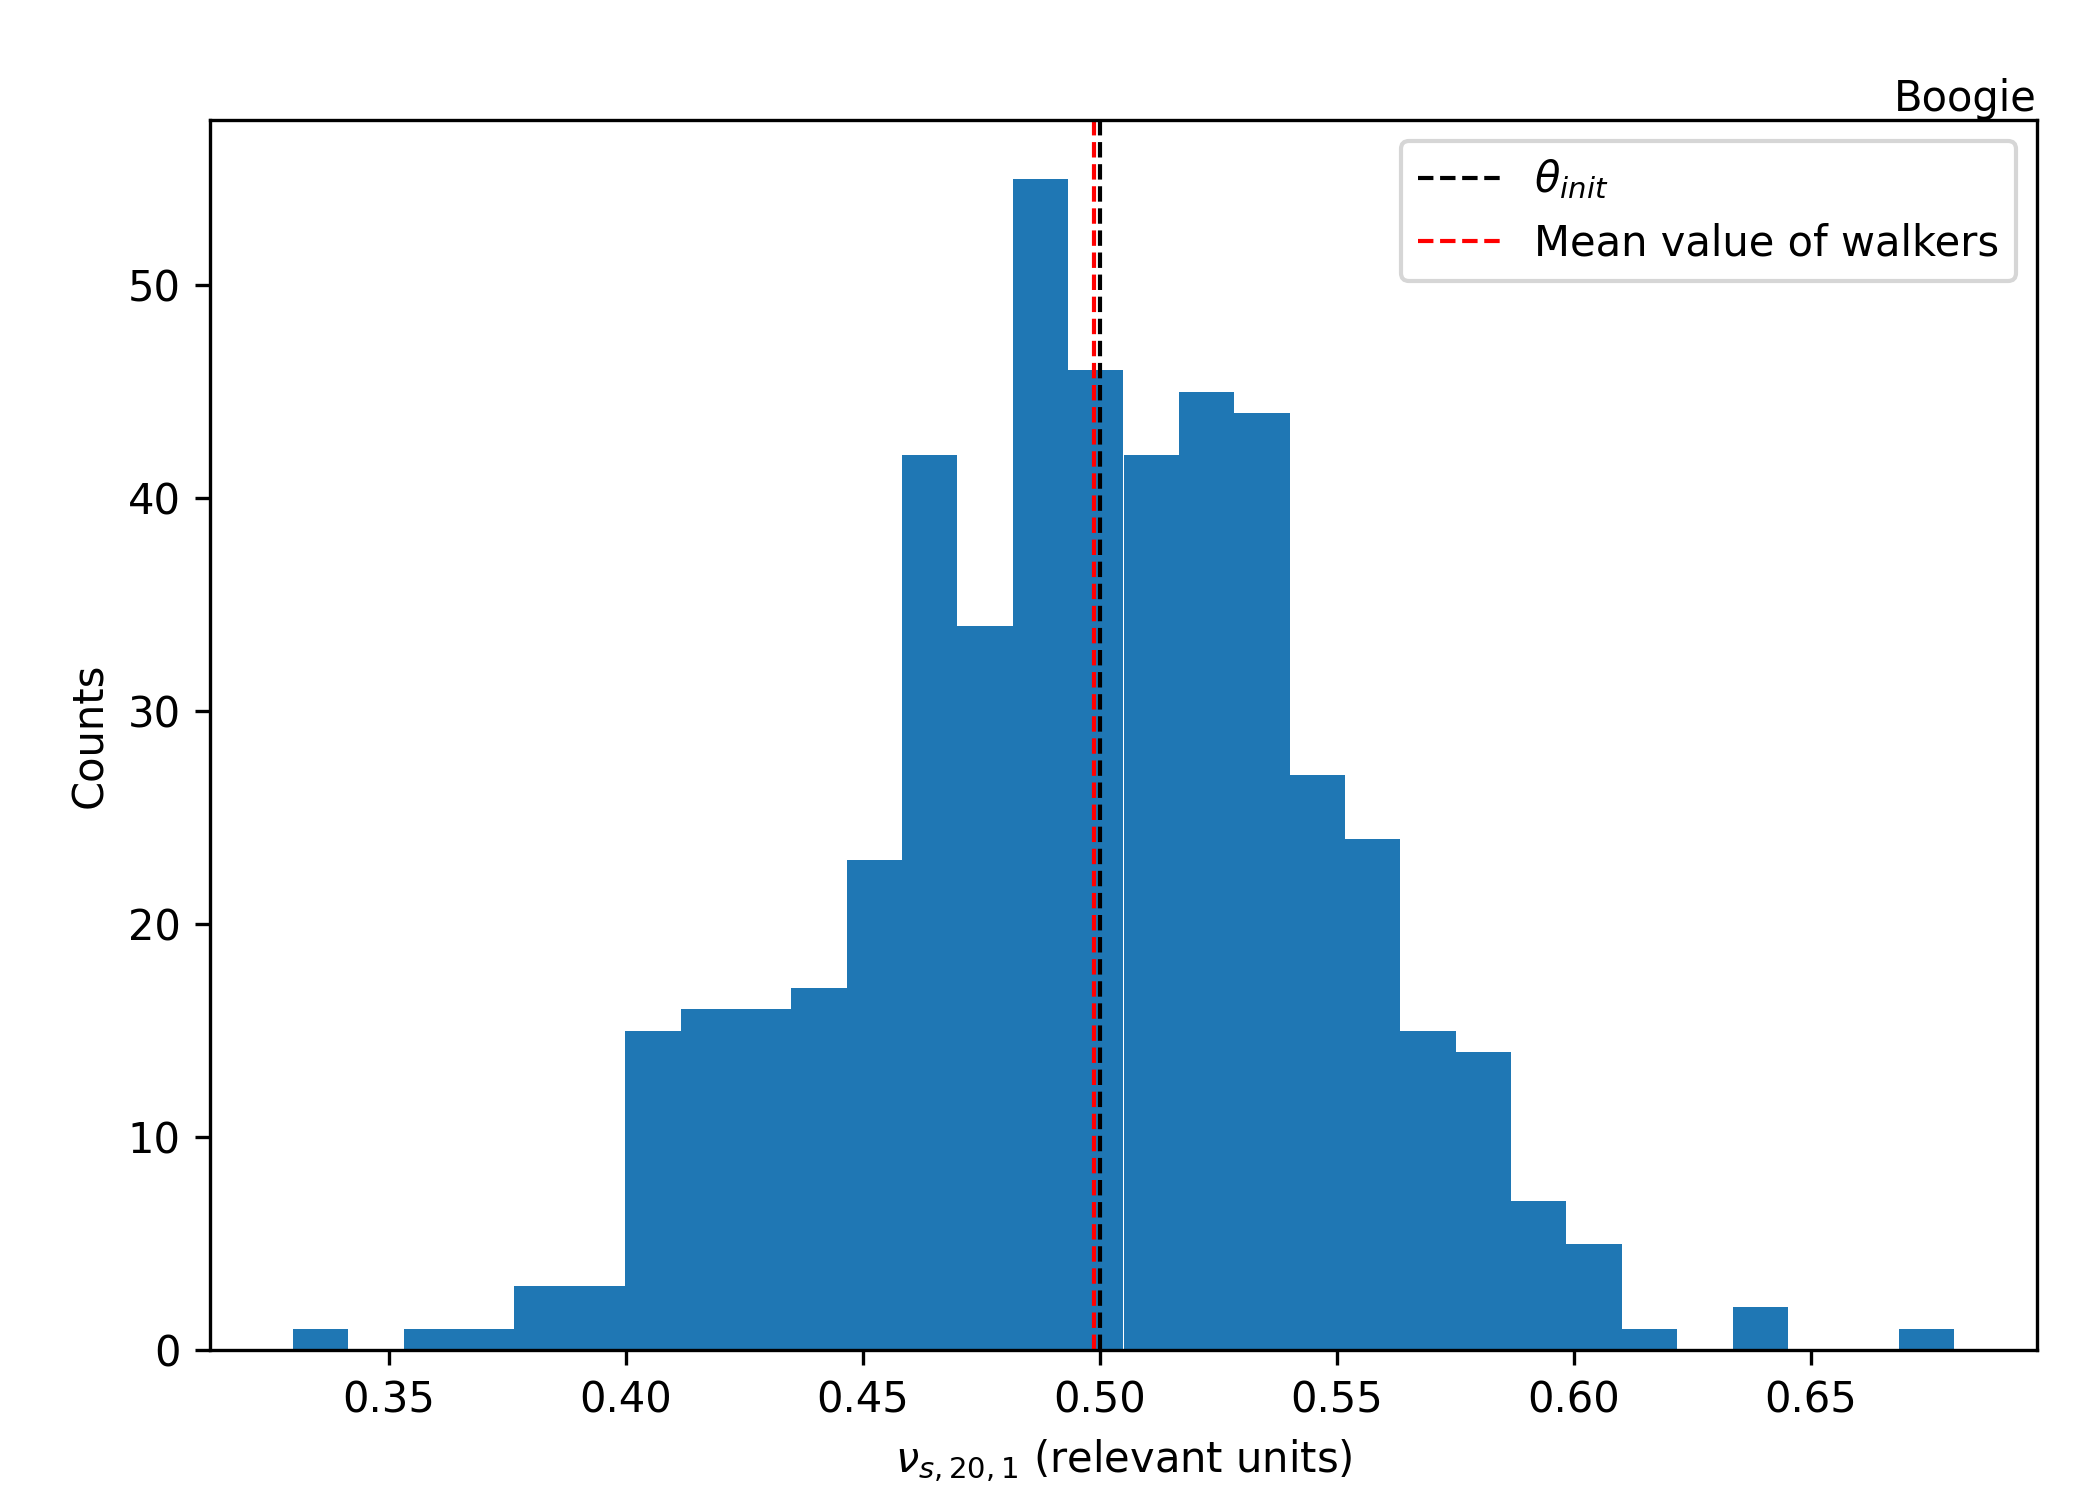 Boogie
θ_init
Mean value of walkers
50
40
30
20
10
0
Counts
0.35 0.40 0.45 0.50 0.55 0.60 0.65
ν_s,20,1 (relevant units)